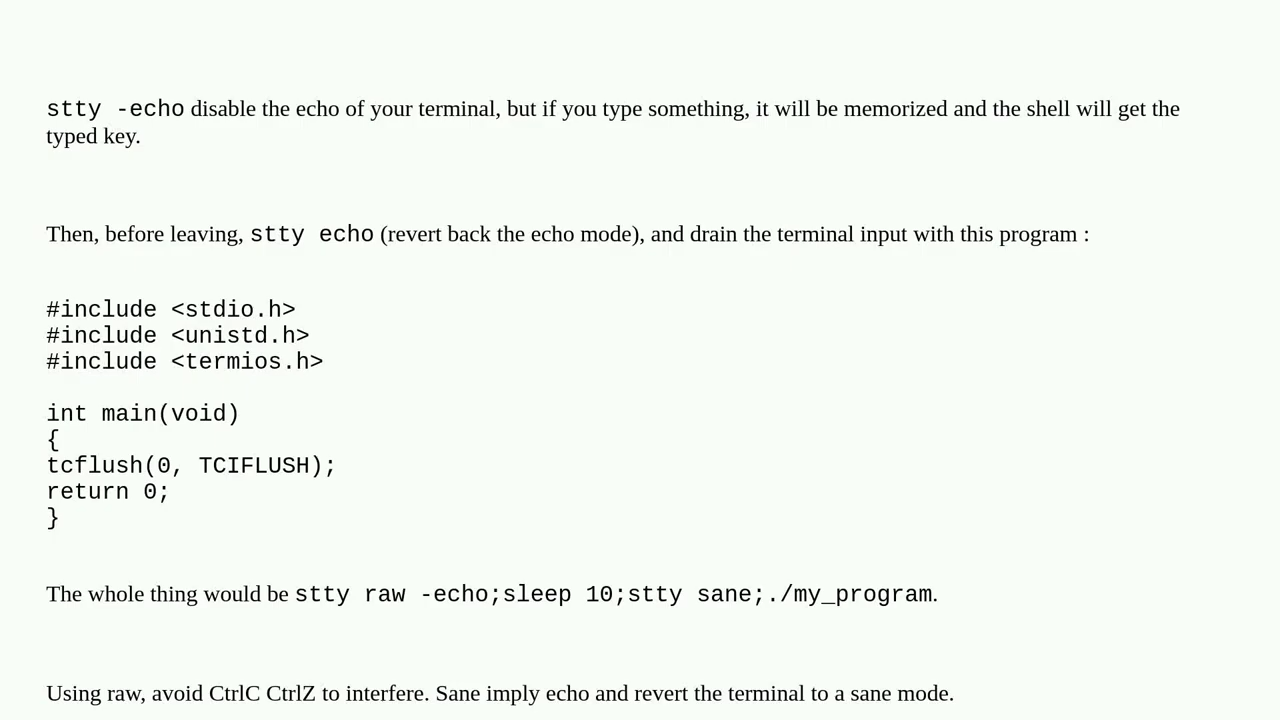 stty -echo disable the echo of your terminal, but if you type something, it will be memorized and the shell will get the
typed key.
Then, before leaving, stty echo (revert back the echo mode), and drain the terminal input with this program :
#include <stdio.h>
#include <unistd.h>
#include <termios.h>
int main(void)
{
tcflush(0, TCIFLUSH);
return 0;
}
The whole thing would be stty raw -echo;sleep 10;stty sane;./my_program.
Using raw, avoid CtrlC CtrlZ to interfere. Sane imply echo and revert the terminal to a sane mode.